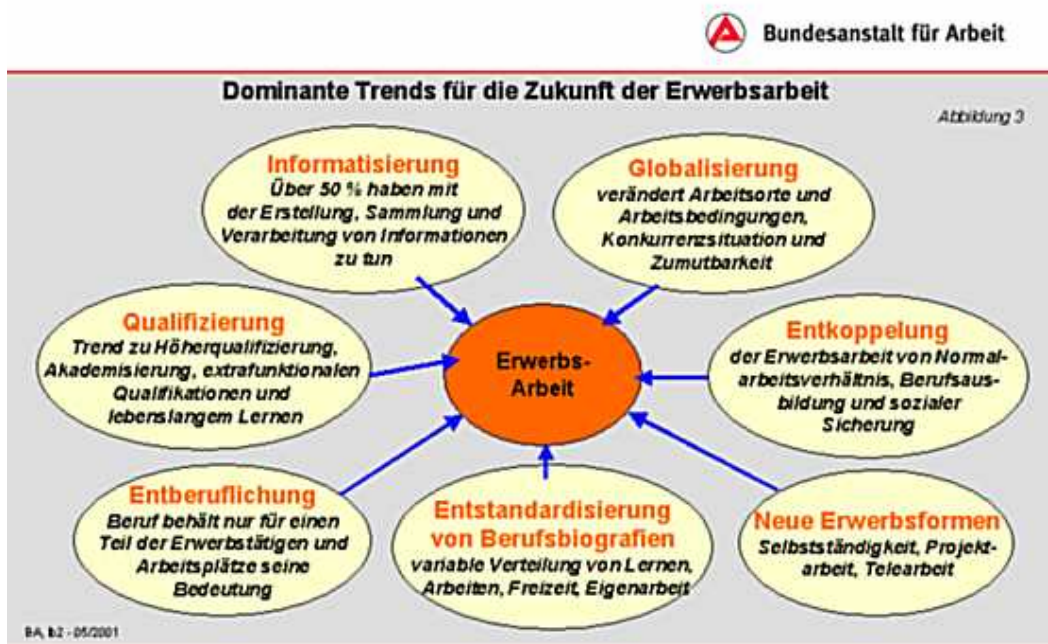 Bundesanstalt für Arbeit
Dominante Trends für die Zukunft der Erwerbsarbeit
Abbildung 3
Informatisierung
Über 50 % haben mit
der Erstellung, Sammlung und
Verarbeitung von Informationen
zu tun
Globalisierung
verändert Arbeitsorte und
Arbeitsbedingungen,
Konkurrenzsituation und
Zumutbarkeit
Qualifizierung
Trend zu Höherqualifizierung,
Akademisierung, extrafunktionalen
Qualifikationen und
lebenslangem Lernen
Erwerbs-
Arbeit
Entkoppelung
der Erwerbsarbeit von Normal-
arbeitsverhältnis, Berufsaus-
bildung und sozialer
Sicherung
Entberuflichung
Beruf behält nur für einen
Teil der Erwerbstätigen und
Arbeitsplätze seine
Bedeutung
Entstandardisierung
von Berufsbiografien
variable Verteilung von Lernen,
Arbeiten, Freizeit, Eigenarbeit
Neue Erwerbsformen
Selbstständigkeit, Projekt-
arbeit, Telearbeit
BA, Ib2 - 05/2001